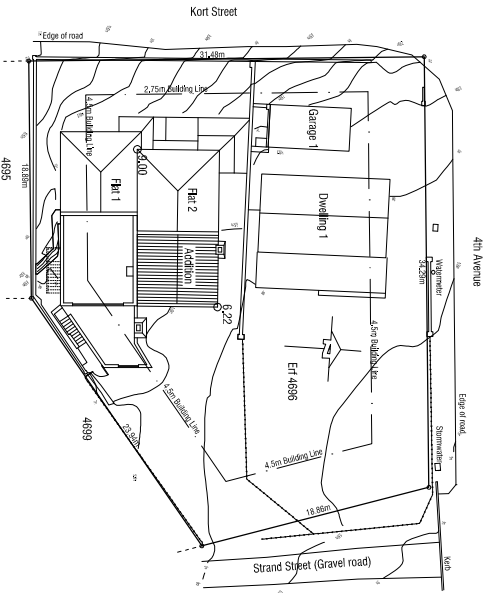 Kort Street
Edge of road
31.48m
2.75m Building Line
4.5m Building Line
Garage 1
9.00
Flat 1
Flat 2
Dwelling 1
4695
18.89m
4th Avenue
Watermeter
34.29m
Addition
6.22
4.5m Building Line
Erf 4696
Edge of road
4.5m Building Line
4699
23.94m
4.5m Building Line
Stormwater
18.86m
Strand Street (Gravel road)
Kerb